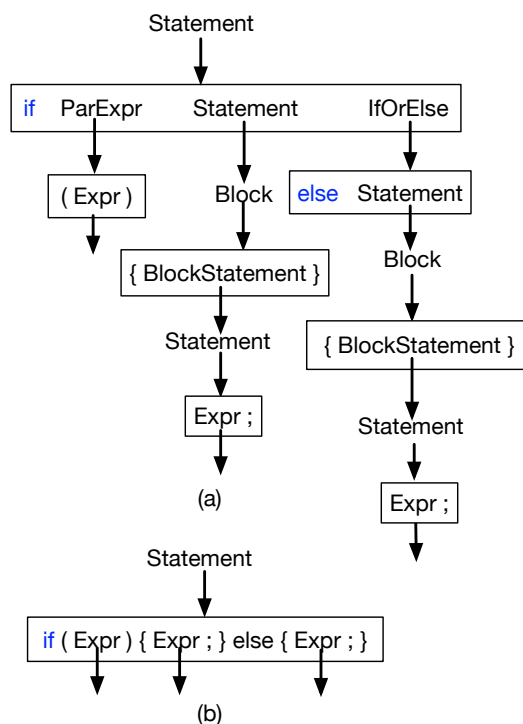 Statement
if ParExpr Statement IfOrElse
( Expr ) Block else Statement
{ BlockStatement } Block
Statement { BlockStatement }
Expr ; Statement
(a) Expr ;
Statement
if ( Expr ) { Expr ; } else { Expr ; }
(b)